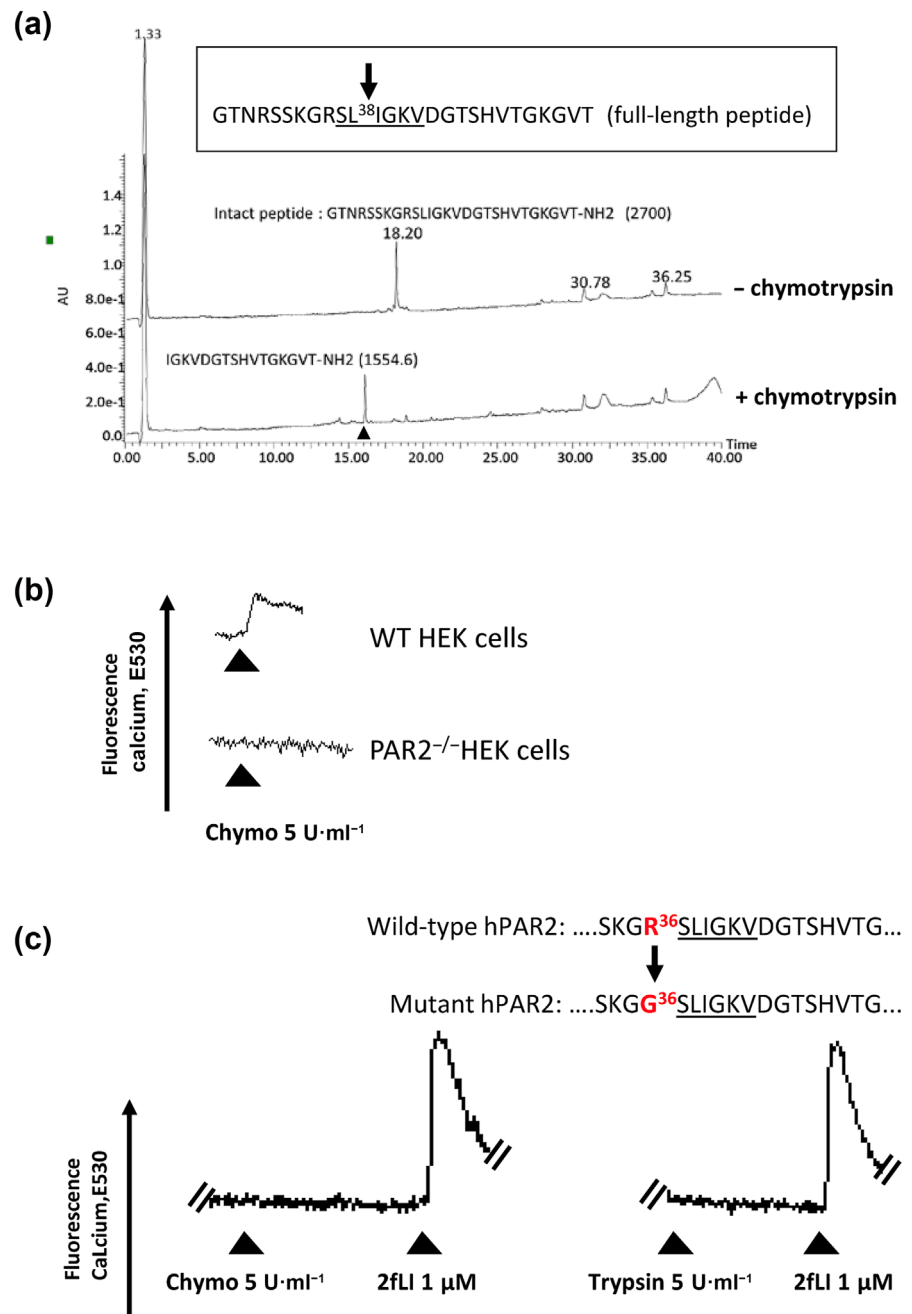 (a)
1.33
GTNRSSKGRSL³⁸IGKVDGTSHVTGKGVT (full-length peptide)
1.4
1.2
1.0
8.0e-1
6.0e-1
4.0e-1
2.0e-1
0.0
AU
Intact peptide : GTNRSSKGRSLIGKVDGTSHVTGKGVT-NH2 (2700)
18.20
30.78
36.25
– chymotrypsin
IGKVDGTSHVTGKGVT-NH2 (1554.6)
+ chymotrypsin
Time
0.00 5.00 10.00 15.00 20.00 25.00 30.00 35.00 40.00
(b)
Fluorescence
calcium, E530
WT HEK cells
PAR2⁻/⁻HEK cells
Chymo 5 U·ml⁻¹
(c)
Wild-type hPAR2: ....SKGR³⁶SLIGKVDGTSHVTG...
Mutant hPAR2: ....SKGG³⁶SLIGKVDGTSHVTG...
Fluorescence
CaLcium,E530
Chymo 5 U·ml⁻¹ 2fLI 1 μM Trypsin 5 U·ml⁻¹ 2fLI 1 μM